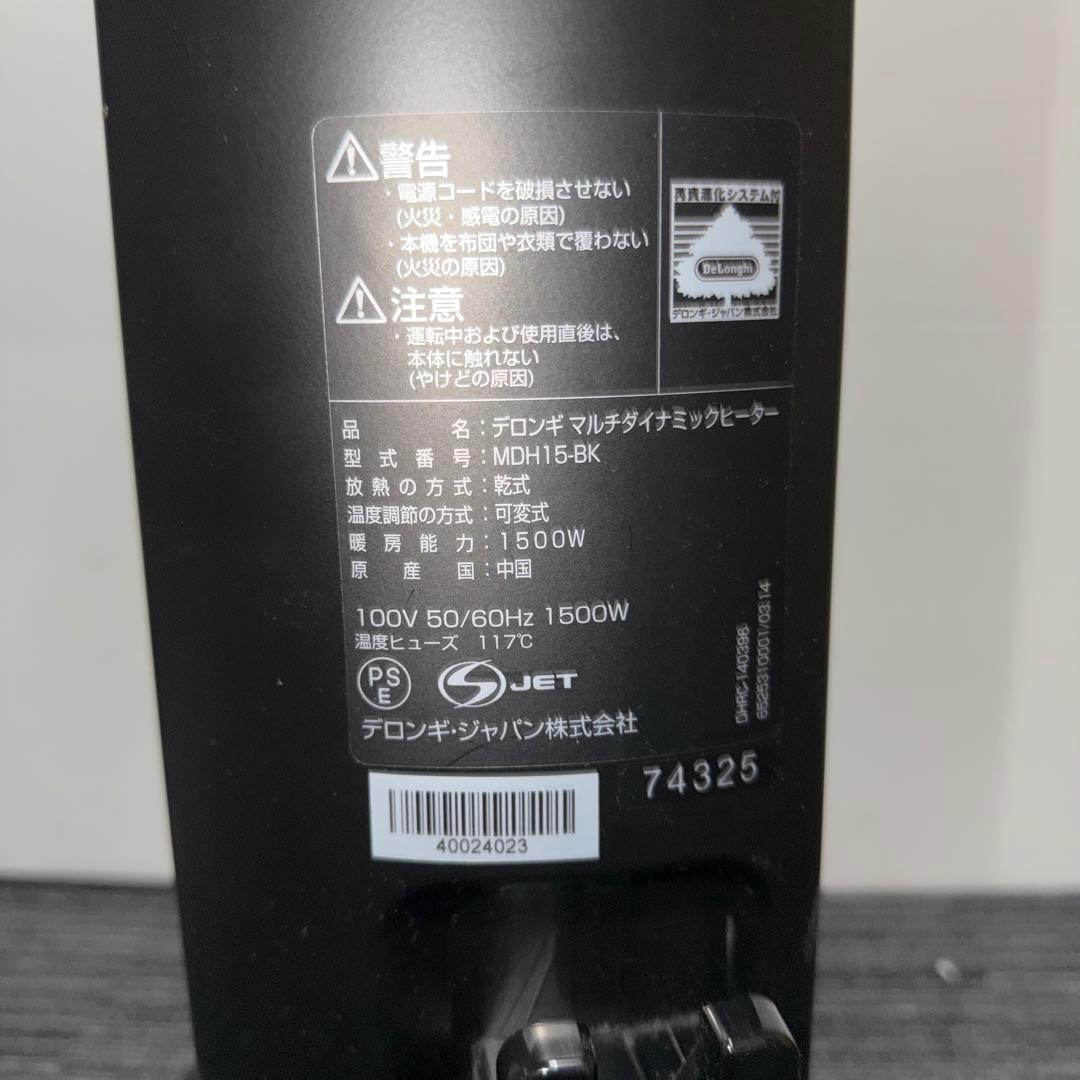 警告
・電源コードを破損させない
(火災・感電の原因)
・本機を布団や衣類で覆わない
(火災の原因)
注意
・運転中および使用直後は、
本体に触れない
(やけどの原因)
再資源化システム付
DeLonghi
デロンギ・ジャパン株式会社
品名:デロンギ マルチダイナミックヒーター
型式番号:MDH15-BK
放熱の方式:乾式
温度調節の方式:可変式
暖房能力:1500W
原産国:中国
100V 50/60Hz 1500W
温度ヒューズ 117℃
PS
E
S JET
デロンギ・ジャパン株式会社
DHRC-140396
6525310001/03.14
74325
40024023